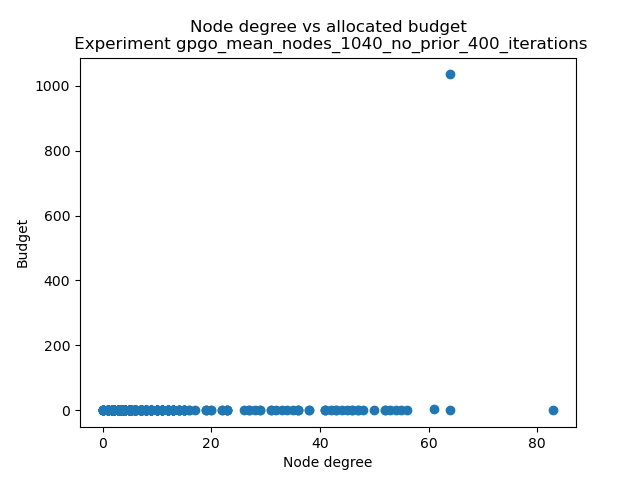 Node degree vs allocated budget
Experiment gpgo_mean_nodes_1040_no_prior_400_iterations
1000
800
600
400
200
0
Budget
0 20 40 60 80
Node degree